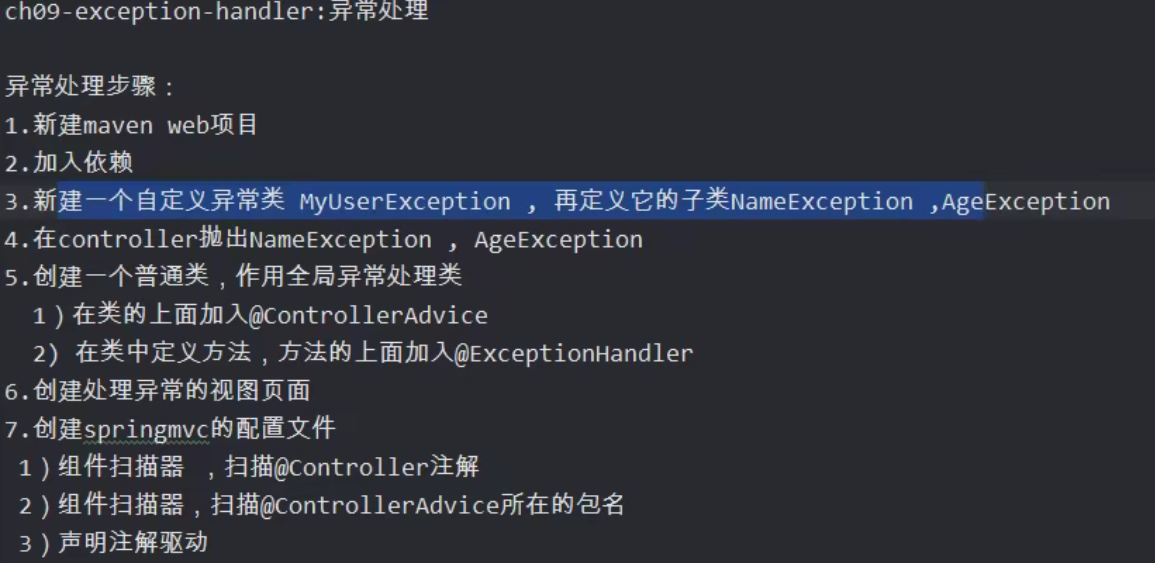 ch09-exception-handler:异常处理
异常处理步骤：
1.新建maven web项目
2.加入依赖
3.新建一个自定义异常类 MyUserException , 再定义它的子类NameException ,AgeException
4.在controller抛出NameException , AgeException
5.创建一个普通类，作用全局异常处理类
1）在类的上面加入@ControllerAdvice
2) 在类中定义方法，方法的上面加入@ExceptionHandler
6.创建处理异常的视图页面
7.创建springmvc的配置文件
1）组件扫描器 ，扫描@Controller注解
2）组件扫描器，扫描@ControllerAdvice所在的包名
3）声明注解驱动